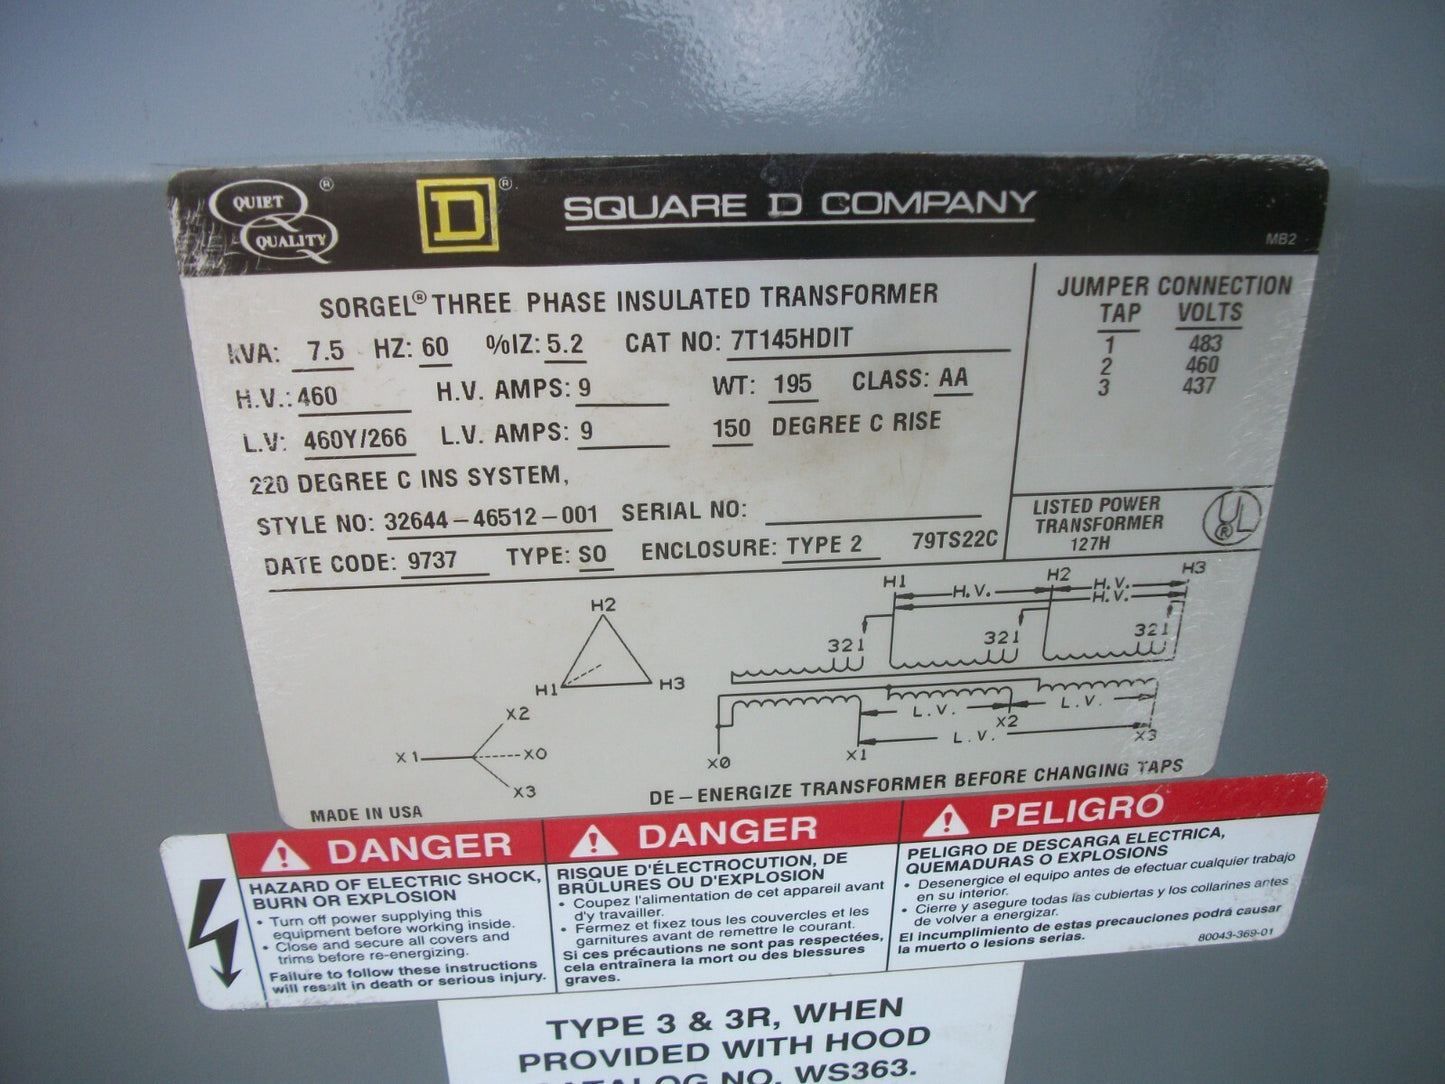 QUIET ®
QUALITY
D ®
SQUARE D COMPANY
MB2
SORGEL® THREE PHASE INSULATED TRANSFORMER
kVA: 7.5 HZ: 60 %IZ: 5.2 CAT NO: 7T145HDIT
H.V.: 460 H.V. AMPS: 9 WT: 195 CLASS: AA
L.V: 460Y/266 L.V. AMPS: 9 150 DEGREE C RISE
220 DEGREE C INS SYSTEM,
STYLE NO: 32644-46512-001 SERIAL NO:
DATE CODE: 9737 TYPE: SO ENCLOSURE: TYPE 2 79TS22C
JUMPER CONNECTION
TAP VOLTS
1 483
2 460
3 437
LISTED POWER
TRANSFORMER
127H
UL ®
H2
H1 H3
X2
X1 X0
X3
H1 H2 H3
H.V. H.V.
H.V.
321 321 321
L.V. L.V.
X2
L.V.
X0 X1 X3
MADE IN USA
DE-ENERGIZE TRANSFORMER BEFORE CHANGING TAPS
DANGER
HAZARD OF ELECTRIC SHOCK,
BURN OR EXPLOSION
• Turn off power supplying this
equipment before working inside.
• Close and secure all covers and
trims before re-energizing.
Failure to follow these instructions
will result in death or serious injury.
DANGER
RISQUE D'ÉLECTROCUTION, DE
BRÛLURES OU D'EXPLOSION
• Coupez l'alimentation de cet appareil avant
d'y travailler.
• Fermez et fixez tous les couvercles et les
garnitures avant de remettre le courant.
Si ces précautions ne sont pas respectées,
cela entraînera la mort ou des blessures
graves.
PELIGRO
PELIGRO DE DESCARGA ELECTRICA,
QUEMADURAS O EXPLOSIONS
• Desenergice el equipo antes de efectuar cualquier trabajo
en su interior.
• Cierre y asegure todas las cubiertas y los collarines antes
de volver a energizar.
El incumplimiento de estas precauciones podrá causar
la muerto o lesions serias.
80043-369-01
TYPE 3 & 3R, WHEN
PROVIDED WITH HOOD
CATALOG NO. WS363.